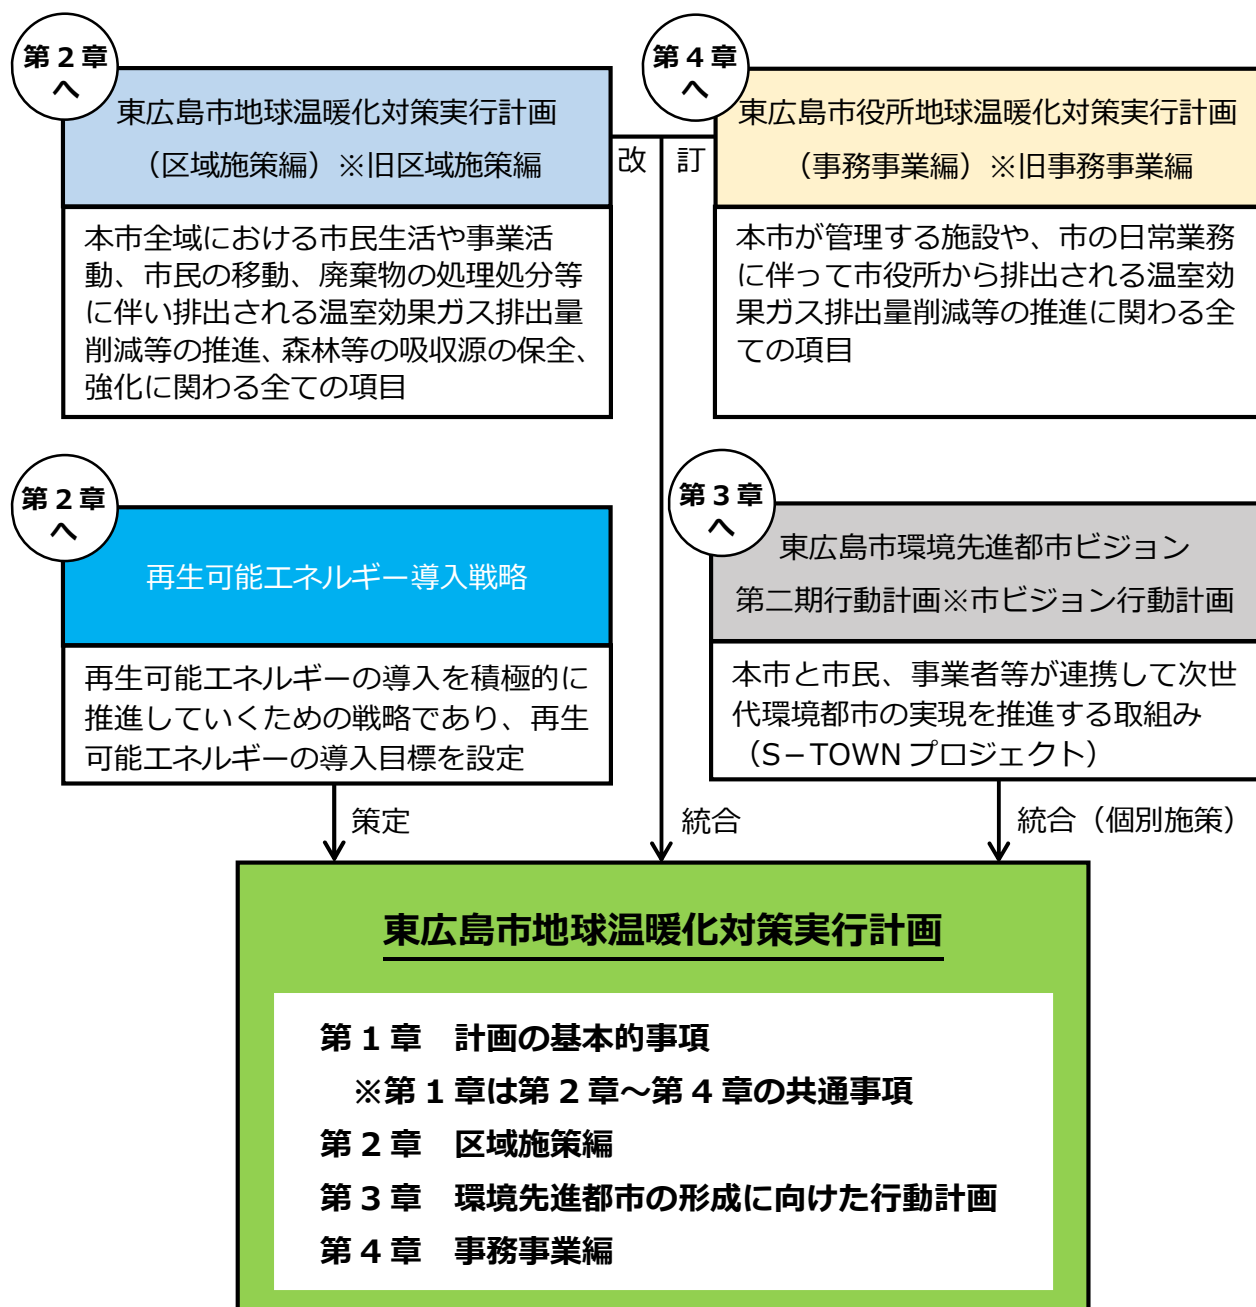 第２章
へ
東広島市地球温暖化対策実行計画
（区域施策編）※旧区域施策編
本市全域における市民生活や事業活
動、市民の移動、廃棄物の処理処分等
に伴い排出される温室効果ガス排出量
削減等の推進、森林等の吸収源の保全、
強化に関わる全ての項目
第４章
へ
東広島市役所地球温暖化対策実行計画
（事務事業編）※旧事務事業編
本市が管理する施設や、市の日常業務
に伴って市役所から排出される温室効
果ガス排出量削減等の推進に関わる全
ての項目
改 訂
第２章
へ
再生可能エネルギー導入戦略
再生可能エネルギーの導入を積極的に
推進していくための戦略であり、再生
可能エネルギーの導入目標を設定
第３章
へ
東広島市環境先進都市ビジョン
第二期行動計画※市ビジョン行動計画
本市と市民、事業者等が連携して次世
代環境都市の実現を推進する取組み
（S－TOWN プロジェクト）
策定
統合
統合（個別施策）
東広島市地球温暖化対策実行計画
第１章　計画の基本的事項
※第１章は第２章～第４章の共通事項
第２章　区域施策編
第３章　環境先進都市の形成に向けた行動計画
第４章　事務事業編